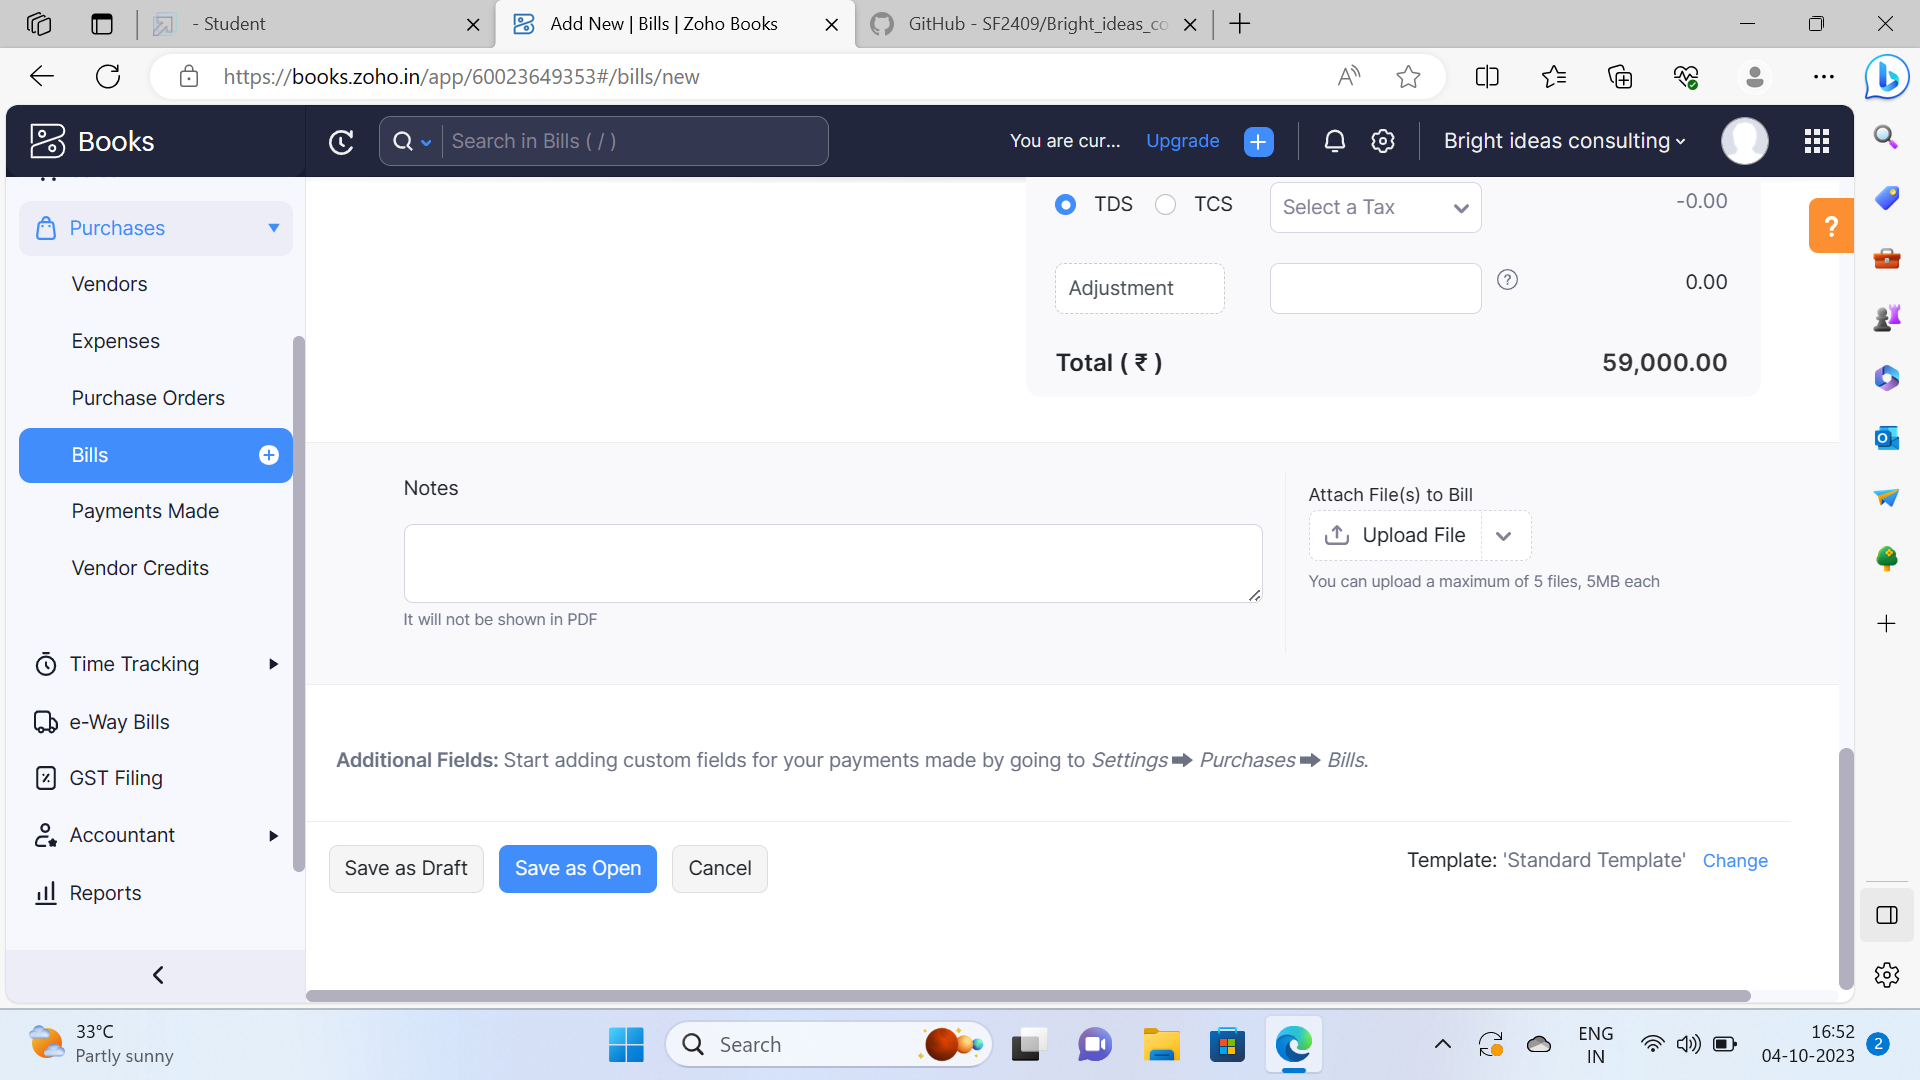 - Student
Add New | Bills | Zoho Books
GitHub - SF2409/Bright_ideas_co
https://books.zoho.in/app/60023649353#/bills/new
Books
Search in Bills ( / )
You are cur... Upgrade
Bright ideas consulting
Purchases
Vendors
Expenses
Purchase Orders
Bills
Payments Made
Vendor Credits
Time Tracking
e-Way Bills
GST Filing
Accountant
Reports
TDS TCS Select a Tax -0.00
?
Adjustment ? 0.00
Total ( ₹ ) 59,000.00
Notes
It will not be shown in PDF
Attach File(s) to Bill
Upload File
You can upload a maximum of 5 files, 5MB each
Additional Fields: Start adding custom fields for your payments made by going to Settings ➡ Purchases ➡ Bills.
Save as Draft Save as Open Cancel
Template: 'Standard Template' Change
33°C
Partly sunny
Search
ENG
IN
16:52
04-10-2023
2